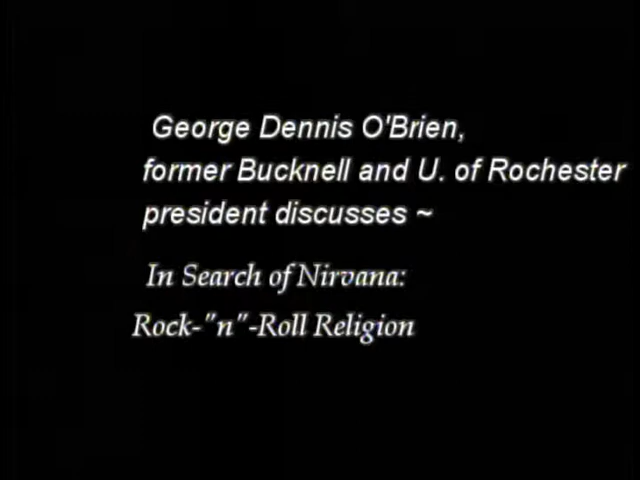 George Dennis O'Brien,
former Bucknell and U. of Rochester
president discusses ~
In Search of Nirvana:
Rock-"n"-Roll Religion